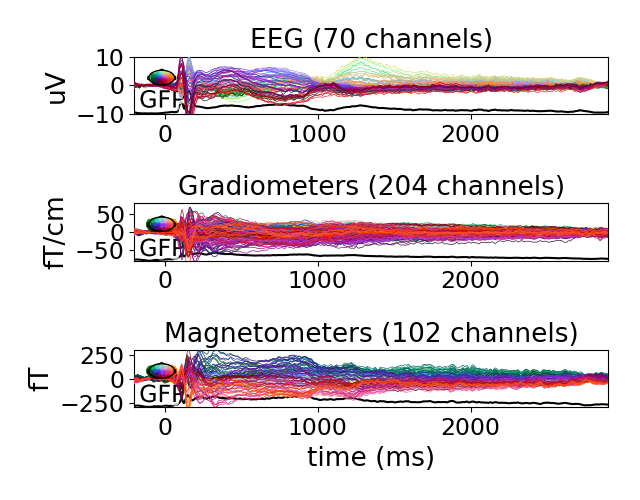 EEG (70 channels)
10
0
−10
uV
GFP
0
1000
2000
Gradiometers (204 channels)
50
0
−50
fT/cm
GFP
0
1000
2000
Magnetometers (102 channels)
250
0
−250
fT
GFP
0
1000
2000
time (ms)